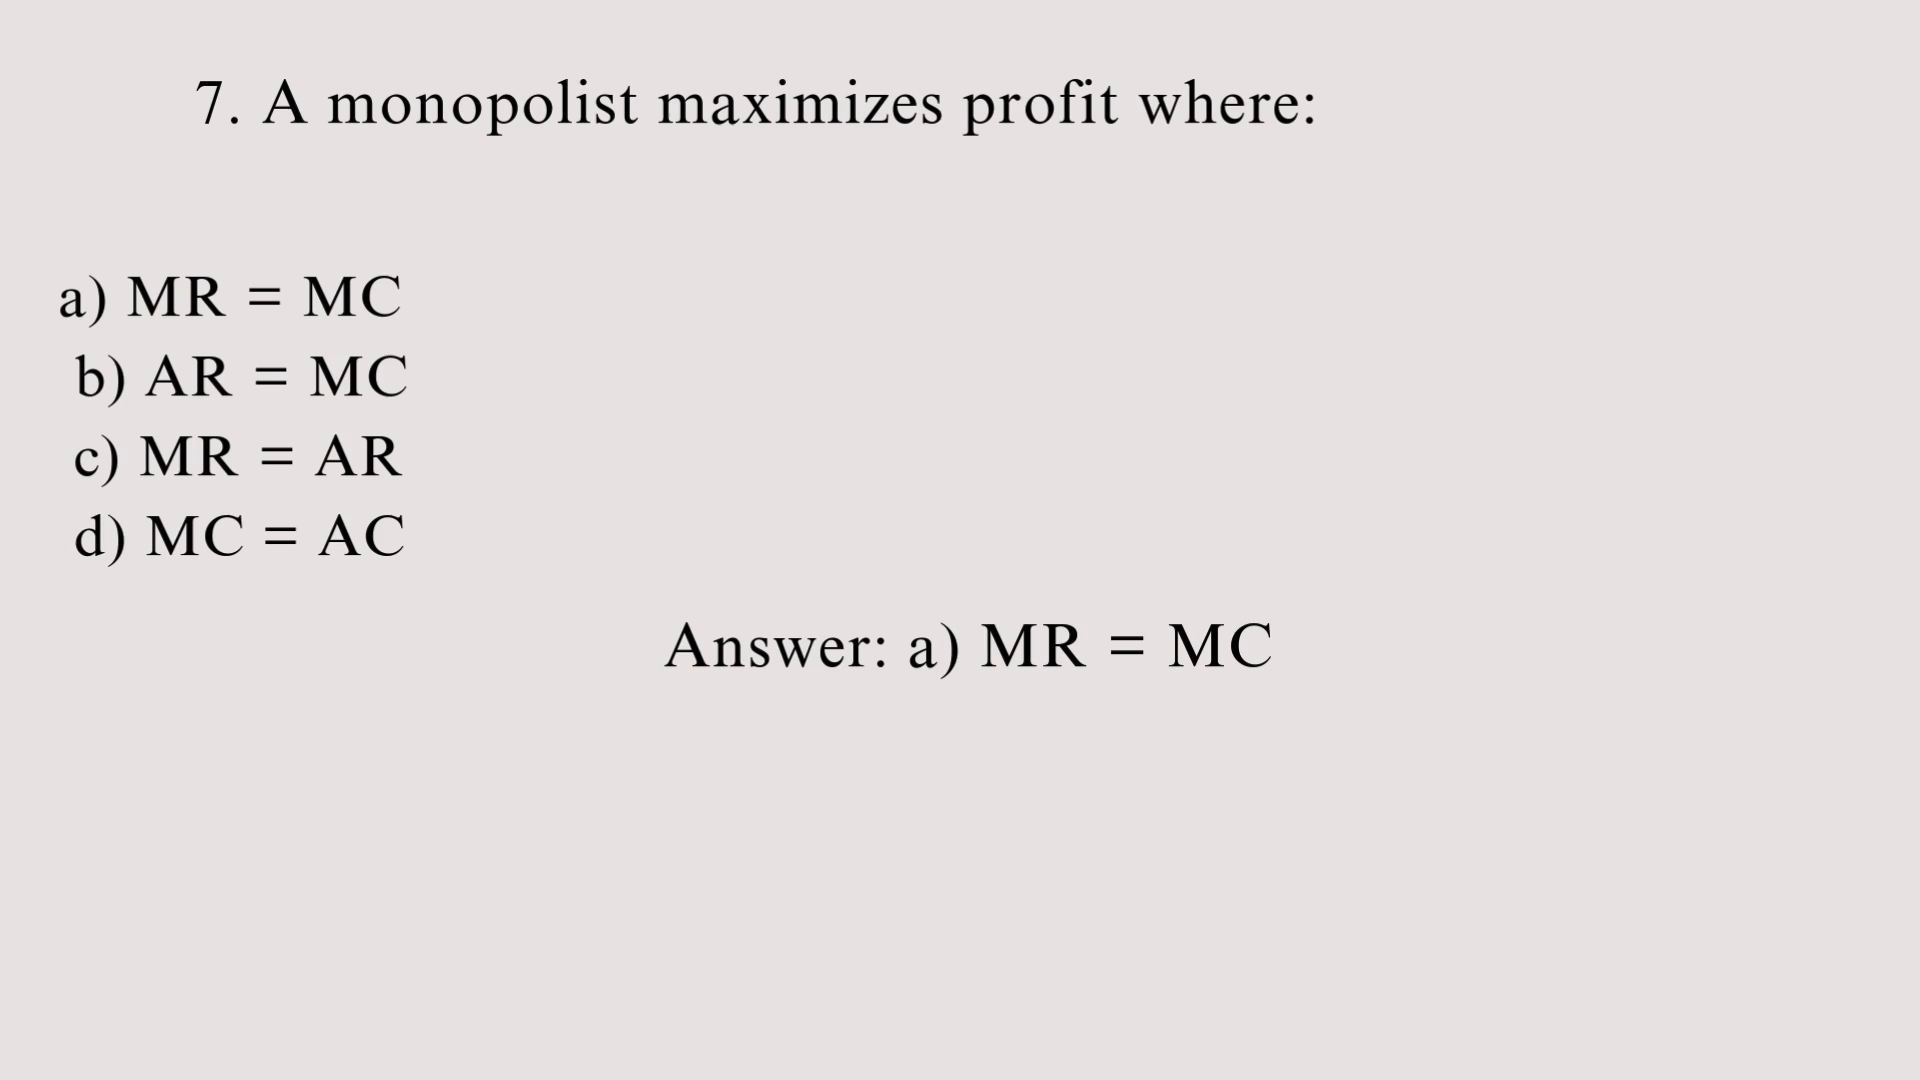 7. A monopolist maximizes profit where:
a) MR = MC
b) AR = MC
c) MR = AR
d) MC = AC
Answer: a) MR = MC